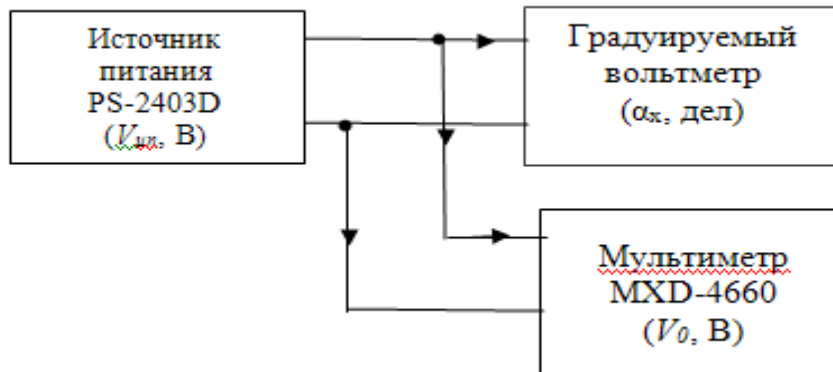 Источник
питания
PS-2403D
(Vип, В)
Градуируемый
вольтметр
(αx, дел)
Мультиметр
MXD-4660
(V0, В)